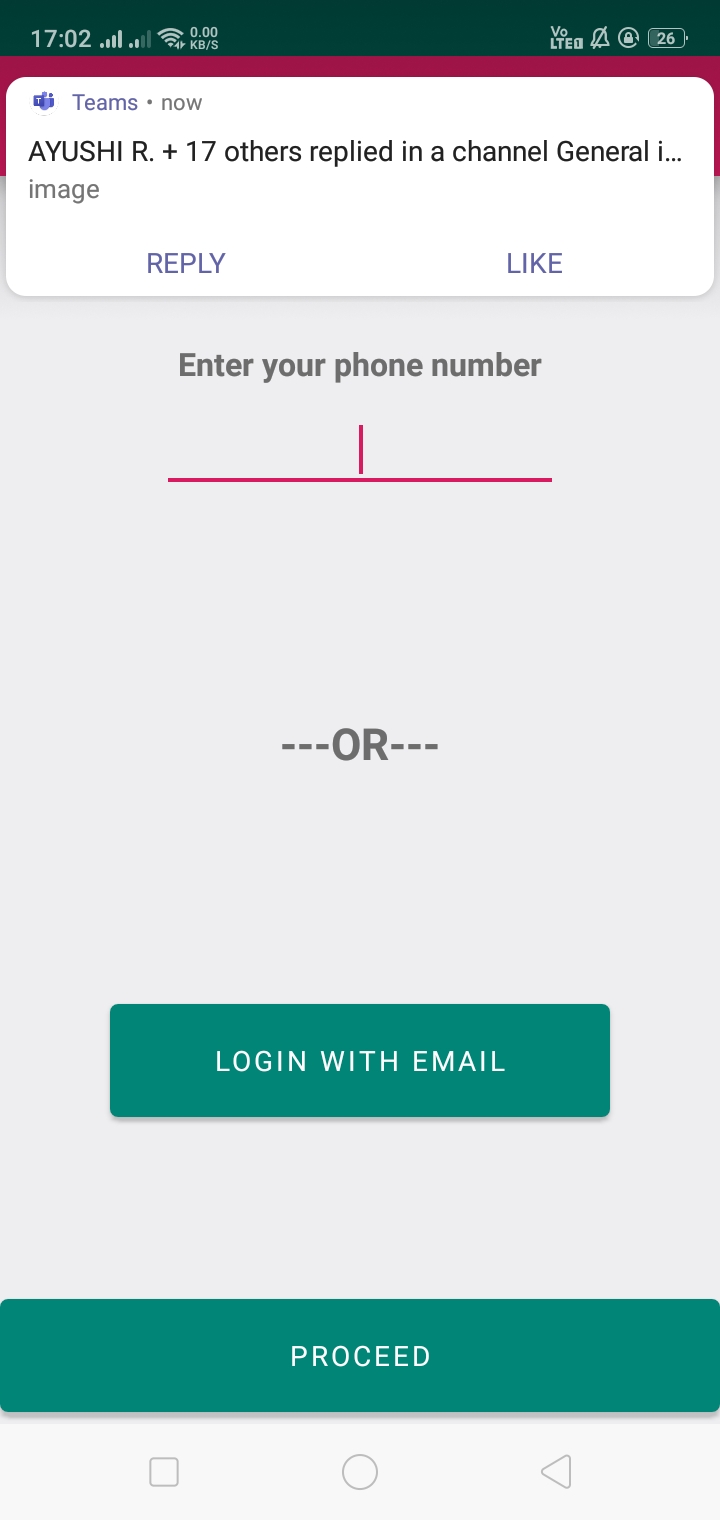 17:02 0.00 KB/S Vo LTE1 26
Teams • now
AYUSHI R. + 17 others replied in a channel General i...
image
REPLY LIKE
Enter your phone number
---OR---
LOGIN WITH EMAIL
PROCEED